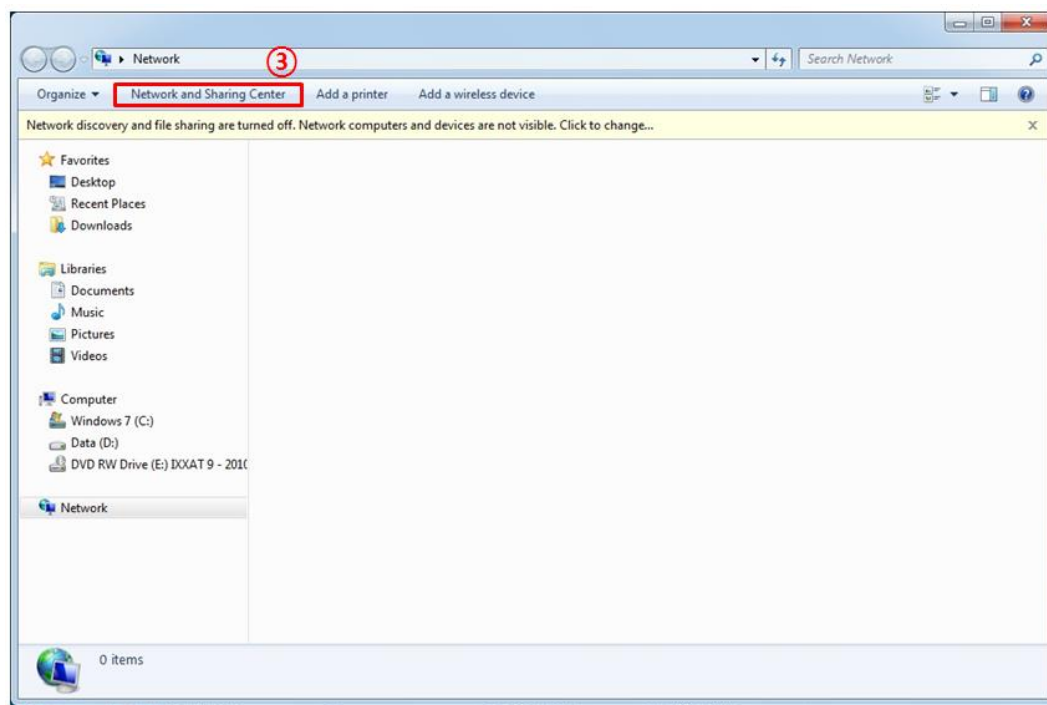 Network
Search Network
③
Organize
Network and Sharing Center
Add a printer
Add a wireless device
Network discovery and file sharing are turned off. Network computers and devices are not visible. Click to change...
Favorites
Desktop
Recent Places
Downloads
Libraries
Documents
Music
Pictures
Videos
Computer
Windows 7 (C:)
Data (D:)
DVD RW Drive (E:) IXXAT 9 - 2010
Network
0 items